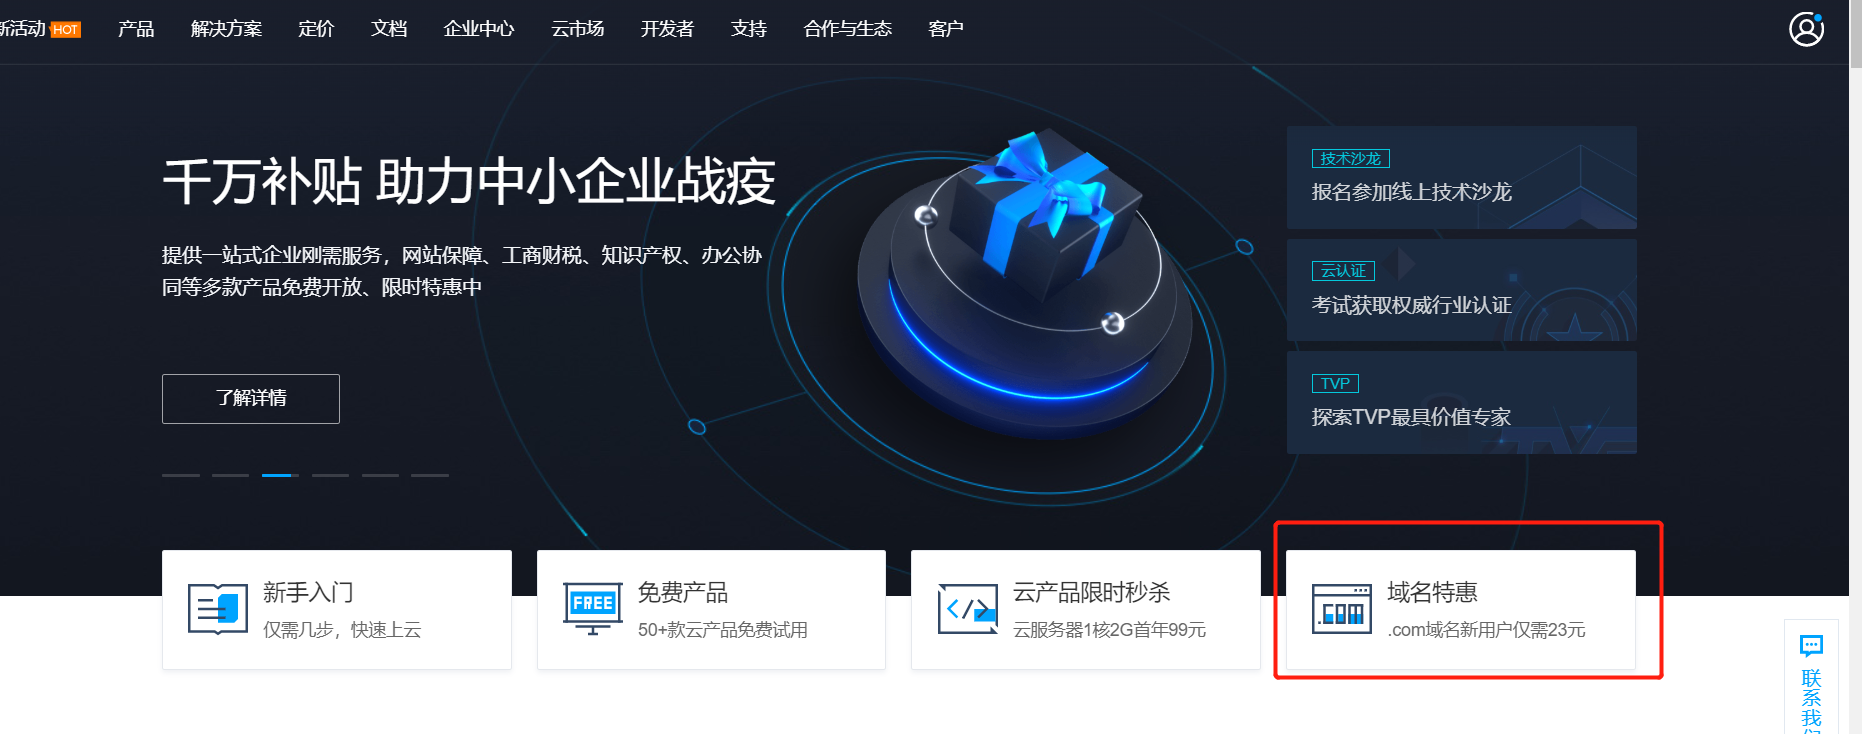 新活动 HOT 产品 解决方案 定价 文档 企业中心 云市场 开发者 支持 合作与生态 客户
千万补贴 助力中小企业战疫
提供一站式企业刚需服务，网站保障、工商财税、知识产权、办公协
同等多款产品免费开放、限时特惠中
了解详情
技术沙龙
报名参加线上技术沙龙
云认证
考试获取权威行业认证
TVP
探索TVP最具价值专家
新手入门
仅需几步，快速上云
FREE
免费产品
50+款云产品免费试用
</>
云产品限时秒杀
云服务器1核2G首年99元
.com
域名特惠
.com域名新用户仅需23元
联系我们